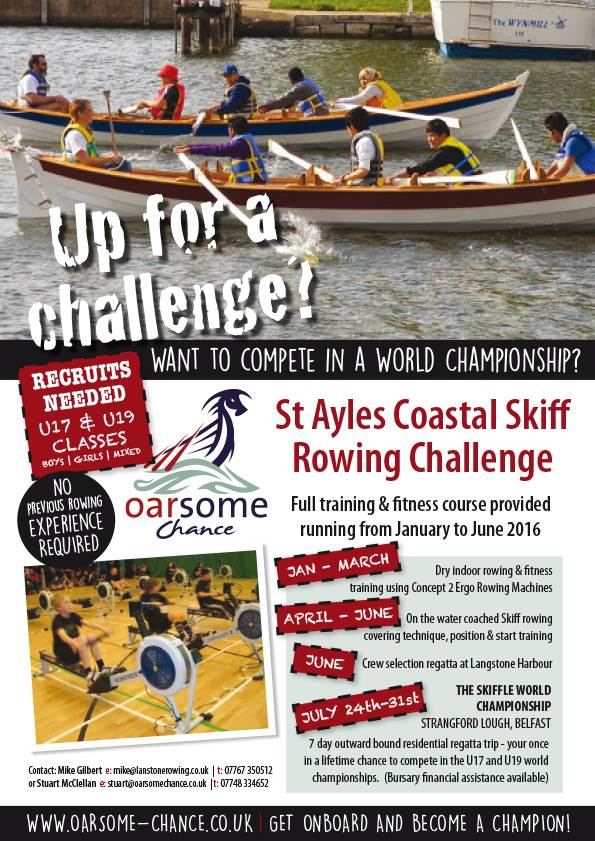 The WYNMILL
Up for a
challenge?
WANT TO COMPETE IN A WORLD CHAMPIONSHIP?
RECRUITS
NEEDED
U17 & U19
CLASSES
BOYS | GIRLS | MIXED
NO
PREVIOUS ROWING
EXPERIENCE
REQUIRED
oarsome
Chance
St Ayles Coastal Skiff
Rowing Challenge
Full training & fitness course provided
running from January to June 2016
JAN – MARCH
Dry indoor rowing & fitness
training using Concept 2 Ergo Rowing Machines
APRIL – JUNE
On the water coached Skiff rowing
covering technique, position & start training
JUNE
Crew selection regatta at Langstone Harbour
JULY 24th-31st
THE SKIFFLE WORLD
CHAMPIONSHIP
STRANGFORD LOUGH, BELFAST
7 day outward bound residential regatta trip - your once
in a lifetime chance to compete in the U17 and U19 world
championships. (Bursary financial assistance available)
Contact: Mike Gilbert e: mike@lanstonerowing.co.uk | t: 07767 350512
or Stuart McClellan e: stuart@oarsomechance.co.uk | t: 07748 334652
WWW.OARSOME-CHANCE.CO.UK | GET ONBOARD AND BECOME A CHAMPION!